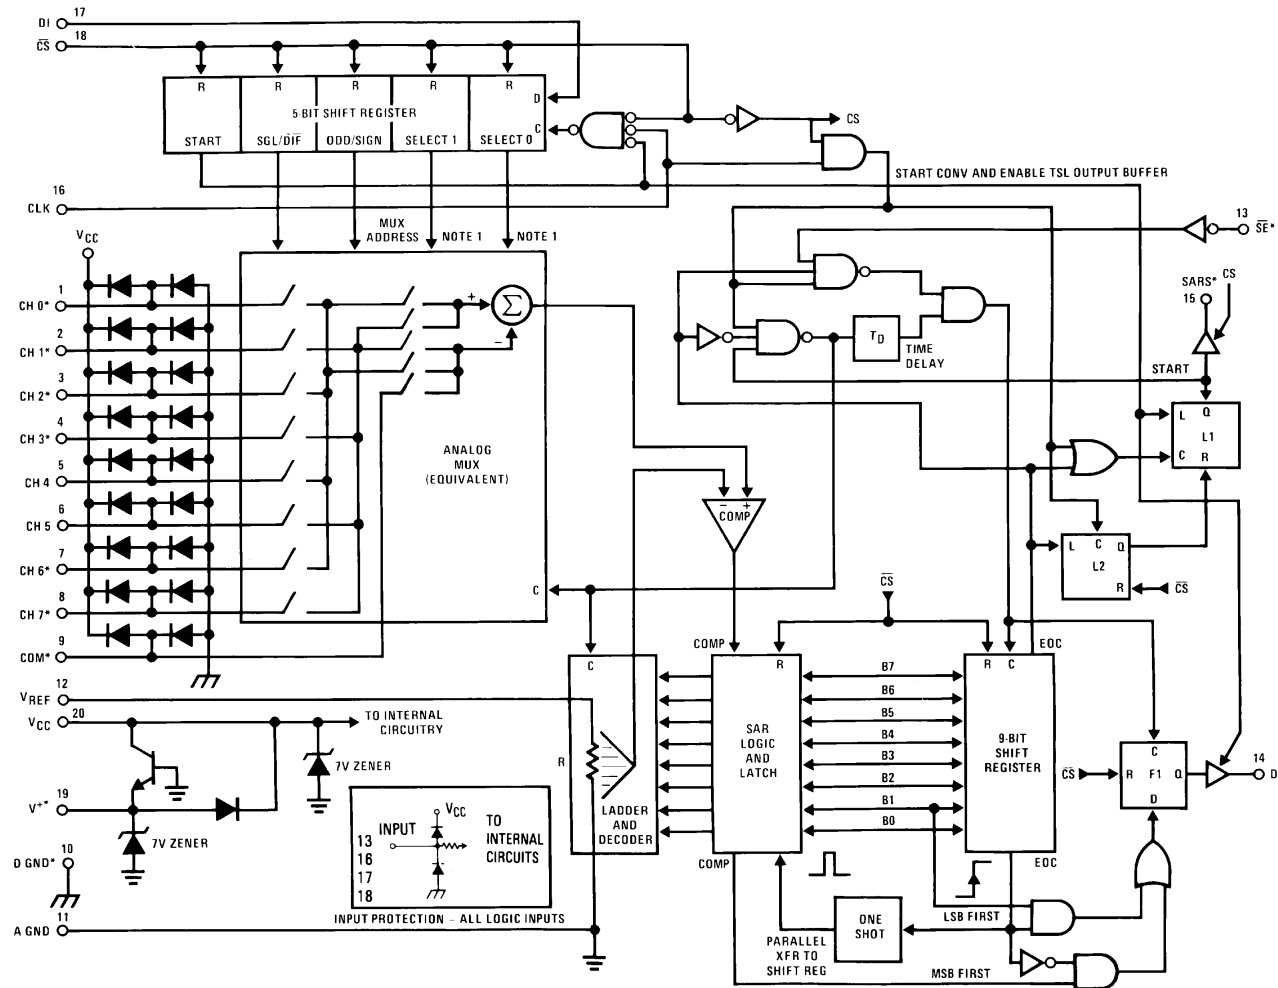 DI 17
CS 18
R R R R R
D
5-BIT SHIFT REGISTER
C
START SGL/DIF ODD/SIGN SELECT 1 SELECT 0
CS
START CONV AND ENABLE TSL OUTPUT BUFFER
16
CLK
MUX
ADDRESS
NOTE 1 NOTE 1
13
SE*
VCC
CS
SARS*
15
1
CH 0*
2
CH 1*
3
CH 2*
4
CH 3*
5
CH 4
6
CH 5
7
CH 6*
8
CH 7*
9
COM*
+
Σ
−
ANALOG
MUX
(EQUIVALENT)
C
TD
TIME
DELAY
START
L Q
L1
C R
− +
COMP
L C Q
L2
R CS
CS
COMP R
R C EOC
C
12
VREF
VCC 20
TO INTERNAL
CIRCUITRY
7V ZENER
19
V+*
7V ZENER
R
LADDER
AND
DECODER
SAR
LOGIC
AND
LATCH
B7
B6
B5
B4
B3
B2
B1
B0
9-BIT
SHIFT
REGISTER
C
CS R F1 Q
D
14
D
VCC
INPUT
TO
INTERNAL
CIRCUITS
13
16
17
18
INPUT PROTECTION – ALL LOGIC INPUTS
10
D GND*
11
A GND
COMP
EOC
LSB FIRST
ONE
SHOT
PARALLEL
XFR TO
SHIFT REG
MSB FIRST